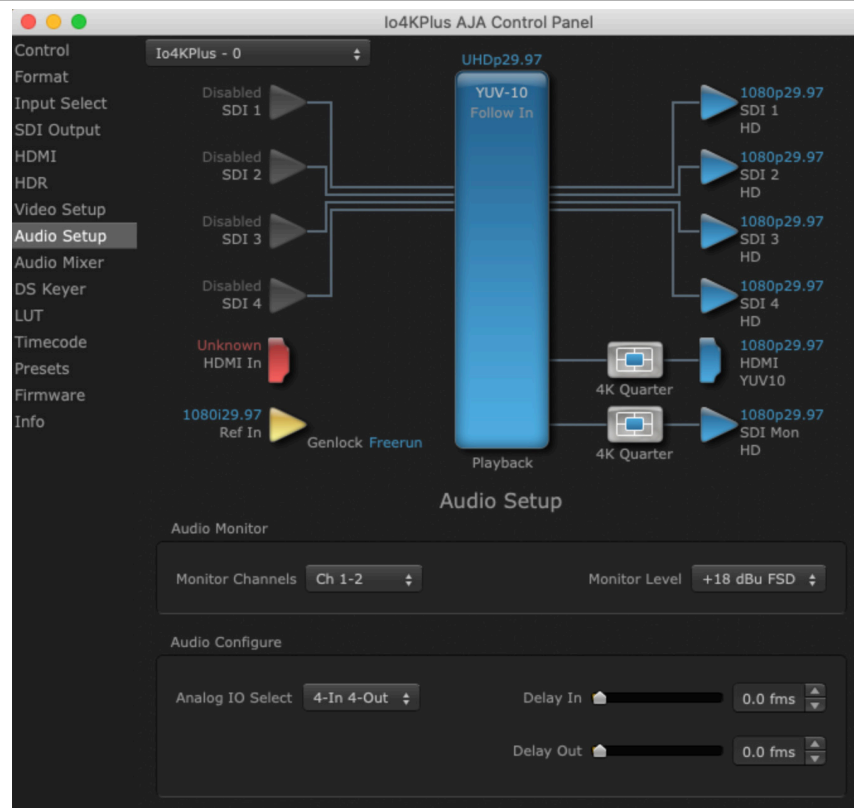 Io4KPlus AJA Control Panel
Control
Format
Input Select
SDI Output
HDMI
HDR
Video Setup
Audio Setup
Audio Mixer
DS Keyer
LUT
Timecode
Presets
Firmware
Info
Io4KPlus - 0
UHDp29.97
YUV-10
Follow In
Disabled
SDI 1
Disabled
SDI 2
Disabled
SDI 3
Disabled
SDI 4
Unknown
HDMI In
1080i29.97
Ref In
Genlock Freerun
Playback
1080p29.97
SDI 1
HD
1080p29.97
SDI 2
HD
1080p29.97
SDI 3
HD
1080p29.97
SDI 4
HD
4K Quarter
1080p29.97
HDMI
YUV10
4K Quarter
1080p29.97
SDI Mon
HD
Audio Setup
Audio Monitor
Monitor Channels Ch 1-2 Monitor Level +18 dBu FSD
Audio Configure
Analog IO Select 4-In 4-Out Delay In 0.0 fms
Delay Out 0.0 fms